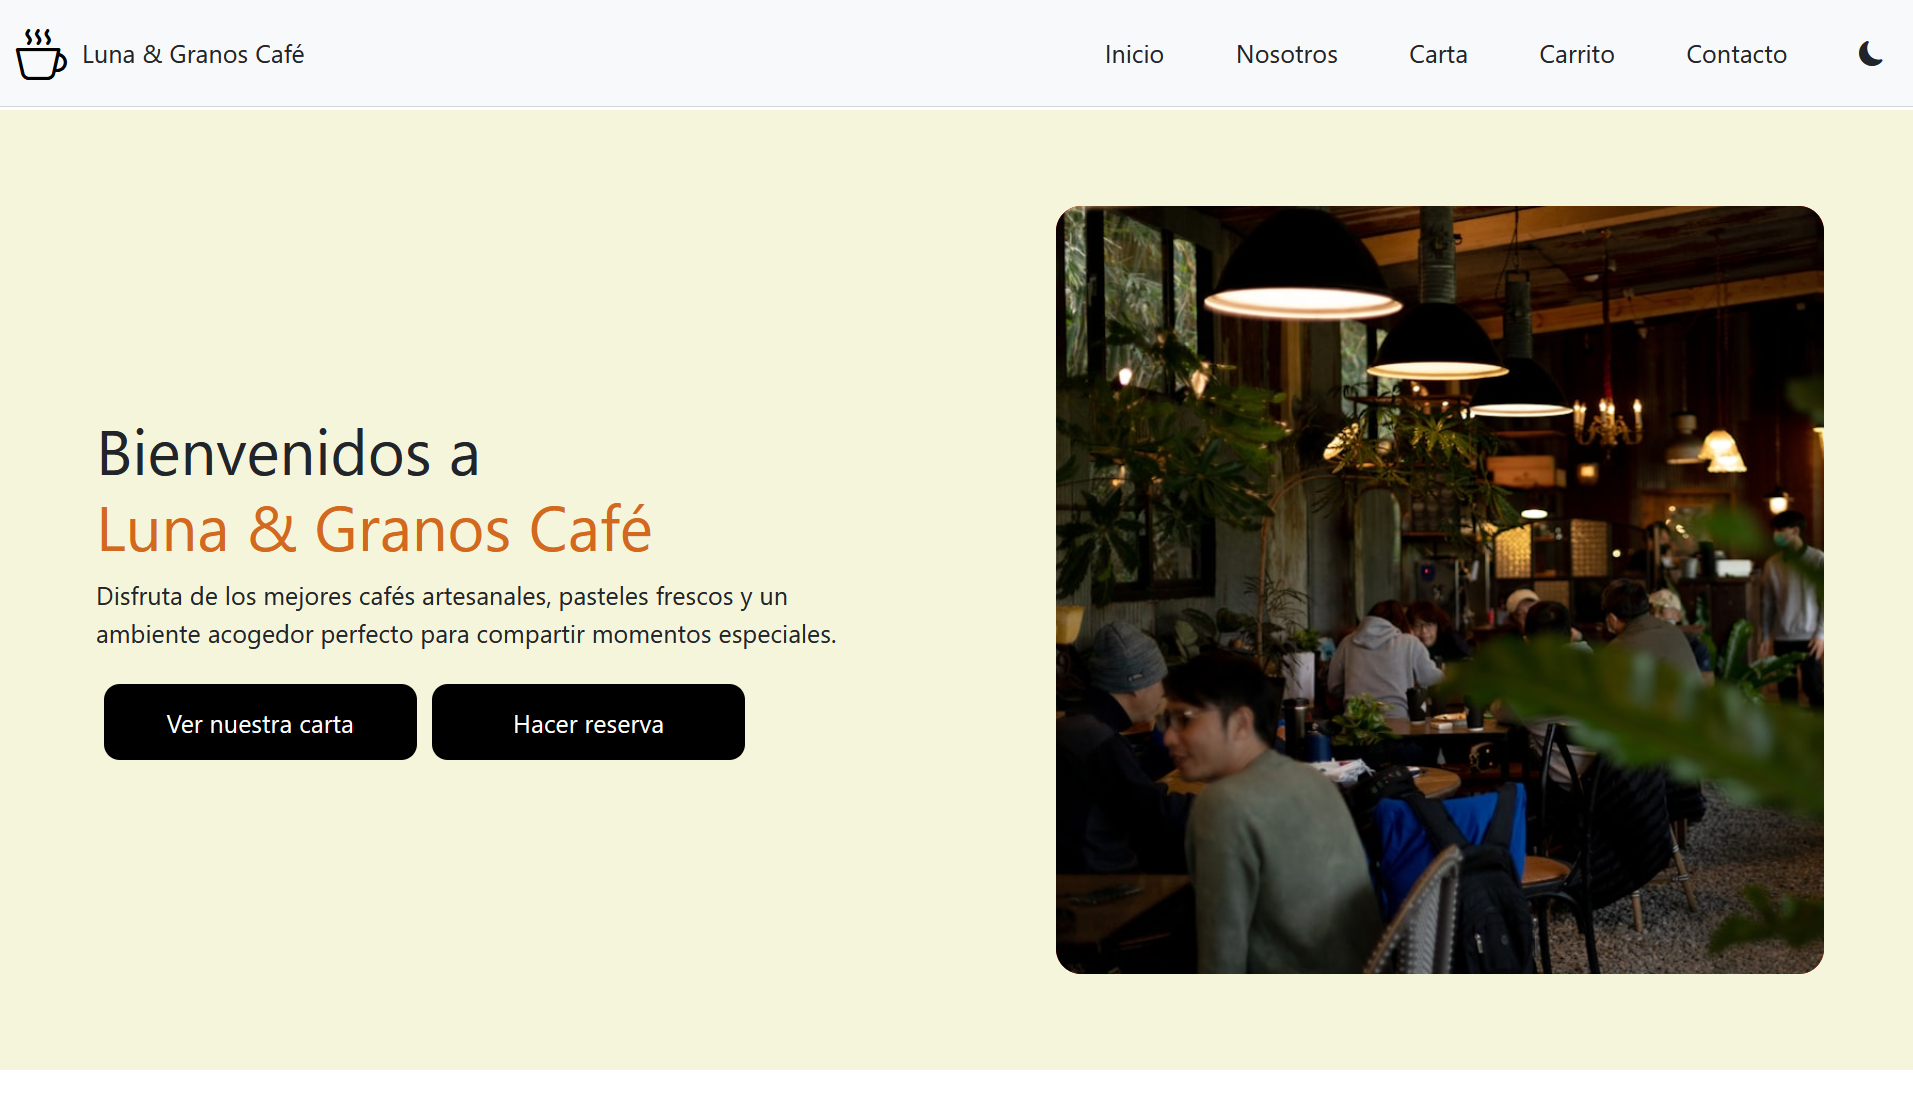 Luna & Granos Café
Inicio
Nosotros
Carta
Carrito
Contacto
Bienvenidos a
Luna & Granos Café
Disfruta de los mejores cafés artesanales, pasteles frescos y un
ambiente acogedor perfecto para compartir momentos especiales.
Ver nuestra carta
Hacer reserva